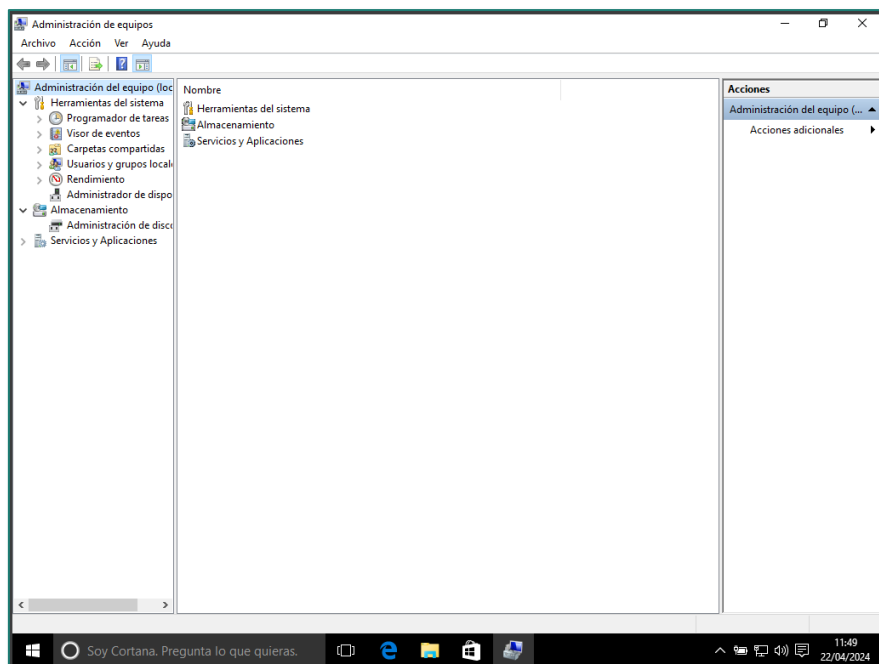 Administración de equipos
Archivo Acción Ver Ayuda
Administración del equipo (loc
Herramientas del sistema
Programador de tareas
Visor de eventos
Carpetas compartidas
Usuarios y grupos locale
Rendimiento
Administrador de dispo
Almacenamiento
Administración de disco
Servicios y Aplicaciones
Nombre
Herramientas del sistema
Almacenamiento
Servicios y Aplicaciones
Acciones
Administración del equipo (...
Acciones adicionales
Soy Cortana. Pregunta lo que quieras.
11:49
22/04/2024